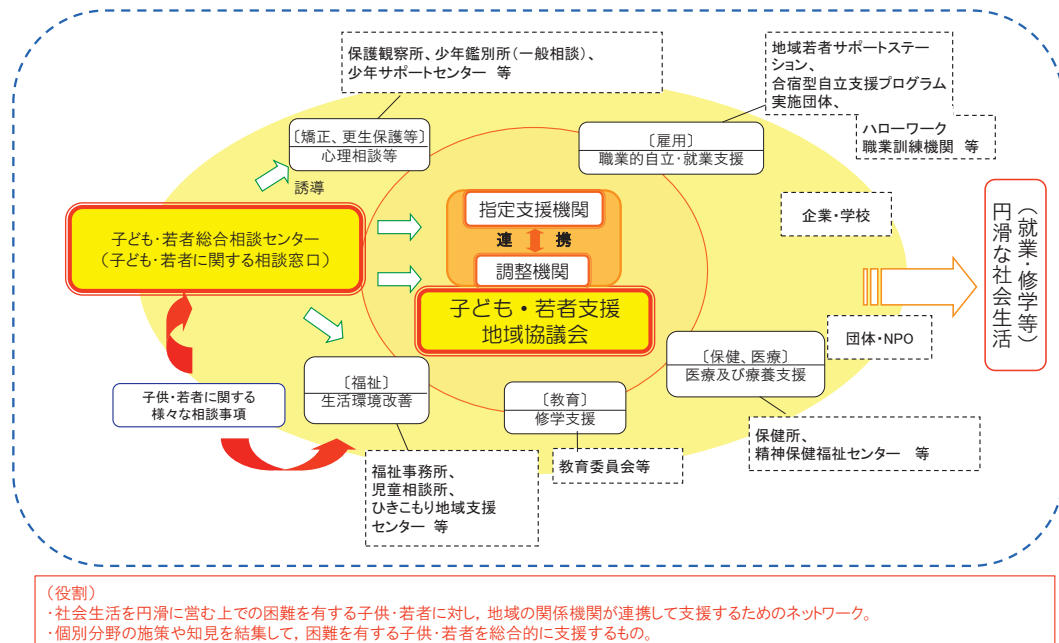 保護観察所、少年鑑別所（一般相談）、
少年サポートセンター 等
地域若者サポートステー
ション、
合宿型自立支援プログラム
実施団体、
ハローワーク
職業訓練機関 等
〔矯正、更生保護等〕
心理相談等
〔雇用〕
職業的自立・就業支援
誘導
指定支援機関
連 携
調整機関
子ども・若者支援
地域協議会
子ども・若者総合相談センター
（子ども・若者に関する相談窓口）
企業・学校
団体・NPO
（就業・修学等）
円滑な社会生活
子供・若者に関する
様々な相談事項
〔福祉〕
生活環境改善
〔教育〕
修学支援
〔保健、医療〕
医療及び療養支援
福祉事務所、
児童相談所、
ひきこもり地域支援
センター 等
教育委員会等
保健所、
精神保健福祉センター 等
（役割）
・社会生活を円滑に営む上での困難を有する子供・若者に対し，地域の関係機関が連携して支援するためのネットワーク。
・個別分野の施策や知見を結集して，困難を有する子供・若者を総合的に支援するもの。